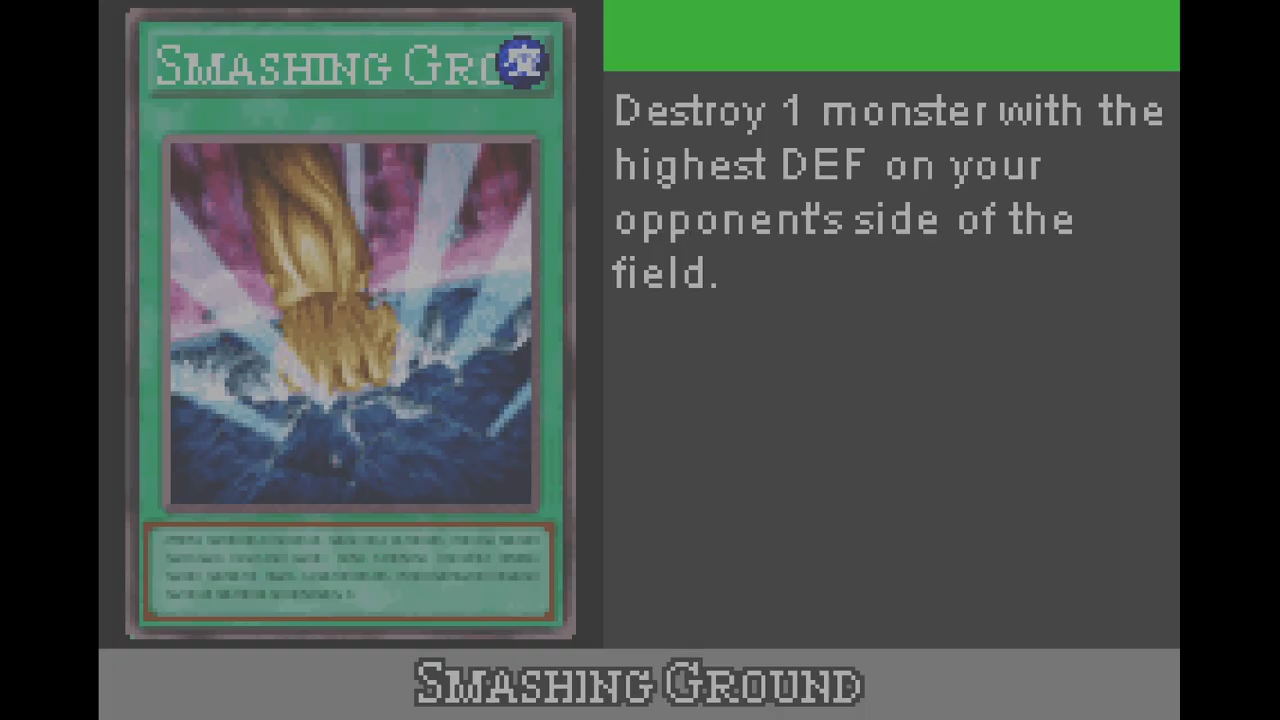 SMASHING GRO
Destroy 1 monster with the
highest DEF on your
opponent's side of the
field.
SMASHING GROUND